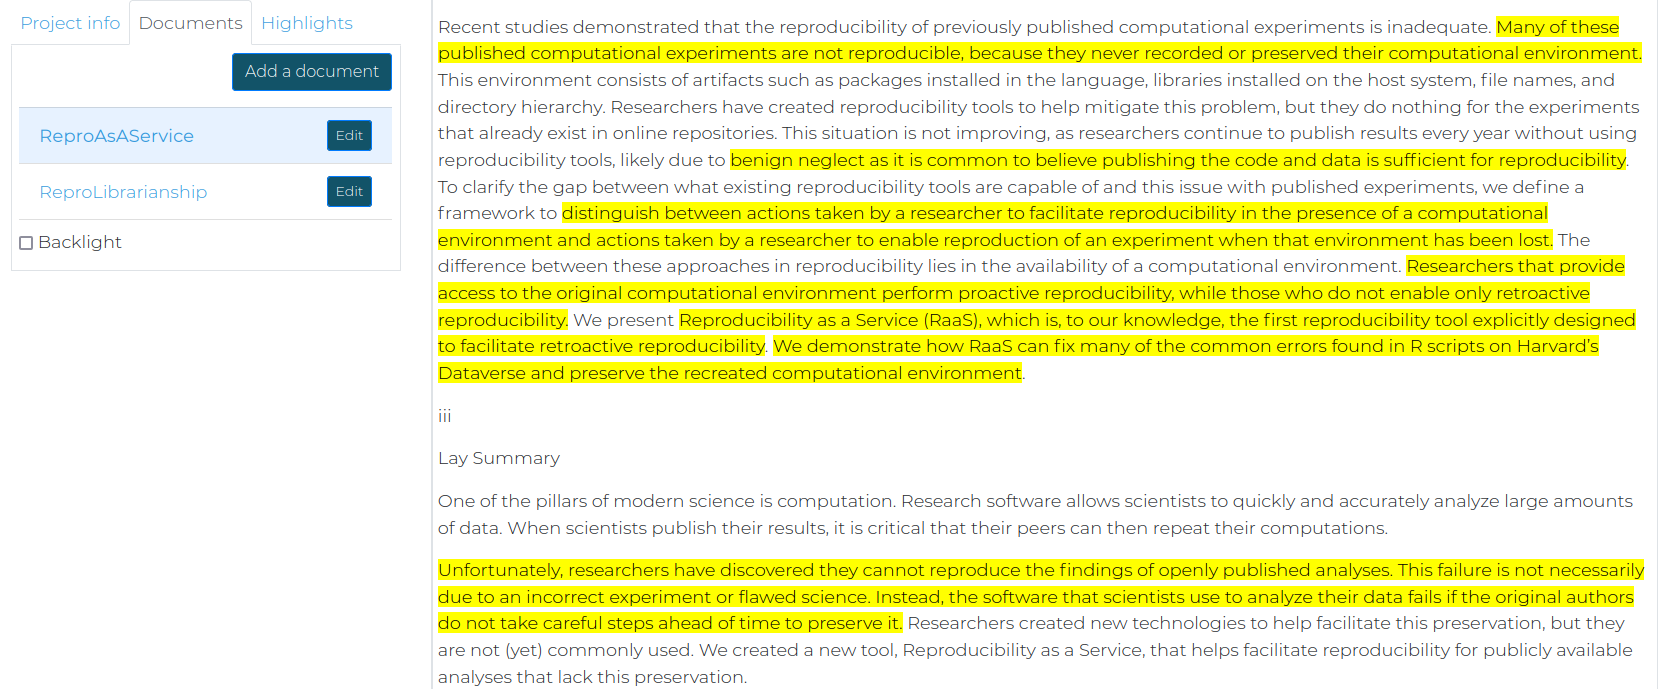 Project info
Documents
Highlights
Add a document
ReproAsAService
Edit
ReproLibrarianship
Edit
Backlight
Recent studies demonstrated that the reproducibility of previously published computational experiments is inadequate. Many of these
published computational experiments are not reproducible, because they never recorded or preserved their computational environment.
This environment consists of artifacts such as packages installed in the language, libraries installed on the host system, file names, and
directory hierarchy. Researchers have created reproducibility tools to help mitigate this problem, but they do nothing for the experiments
that already exist in online repositories. This situation is not improving, as researchers continue to publish results every year without using
reproducibility tools, likely due to benign neglect as it is common to believe publishing the code and data is sufficient for reproducibility.
To clarify the gap between what existing reproducibility tools are capable of and this issue with published experiments, we define a
framework to distinguish between actions taken by a researcher to facilitate reproducibility in the presence of a computational
environment and actions taken by a researcher to enable reproduction of an experiment when that environment has been lost. The
difference between these approaches in reproducibility lies in the availability of a computational environment. Researchers that provide
access to the original computational environment perform proactive reproducibility, while those who do not enable only retroactive
reproducibility. We present Reproducibility as a Service (RaaS), which is, to our knowledge, the first reproducibility tool explicitly designed
to facilitate retroactive reproducibility. We demonstrate how RaaS can fix many of the common errors found in R scripts on Harvard's
Dataverse and preserve the recreated computational environment.
iii
Lay Summary
One of the pillars of modern science is computation. Research software allows scientists to quickly and accurately analyze large amounts
of data. When scientists publish their results, it is critical that their peers can then repeat their computations.
Unfortunately, researchers have discovered they cannot reproduce the findings of openly published analyses. This failure is not necessarily
due to an incorrect experiment or flawed science. Instead, the software that scientists use to analyze their data fails if the original authors
do not take careful steps ahead of time to preserve it. Researchers created new technologies to help facilitate this preservation, but they
are not (yet) commonly used. We created a new tool, Reproducibility as a Service, that helps facilitate reproducibility for publicly available
analyses that lack this preservation.